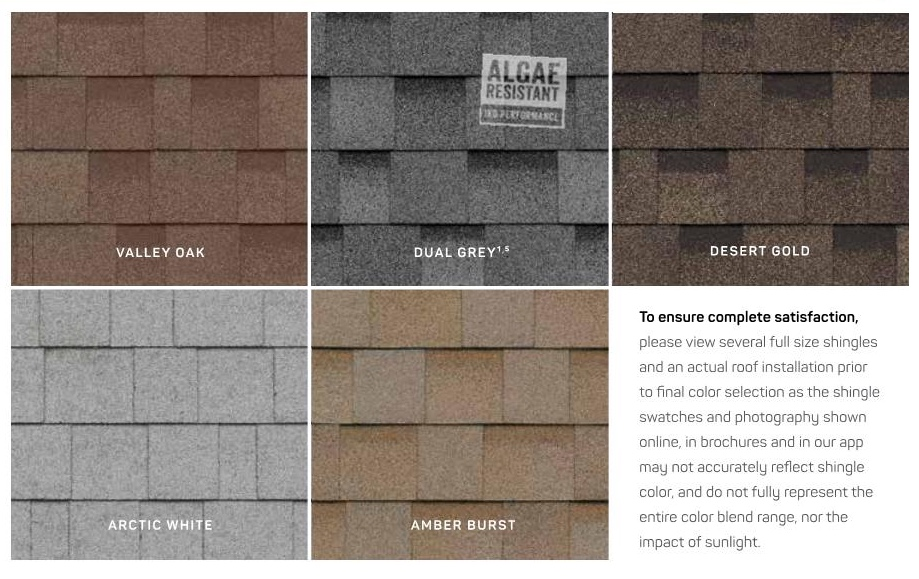 ALGAE
RESISTANT
IKO PERFORMANCE
VALLEY OAK
DUAL GREY¹,⁵
DESERT GOLD
ARCTIC WHITE
AMBER BURST
To ensure complete satisfaction,
please view several full size shingles
and an actual roof installation prior
to final color selection as the shingle
swatches and photography shown
online, in brochures and in our app
may not accurately reflect shingle
color, and do not fully represent the
entire color blend range, nor the
impact of sunlight.